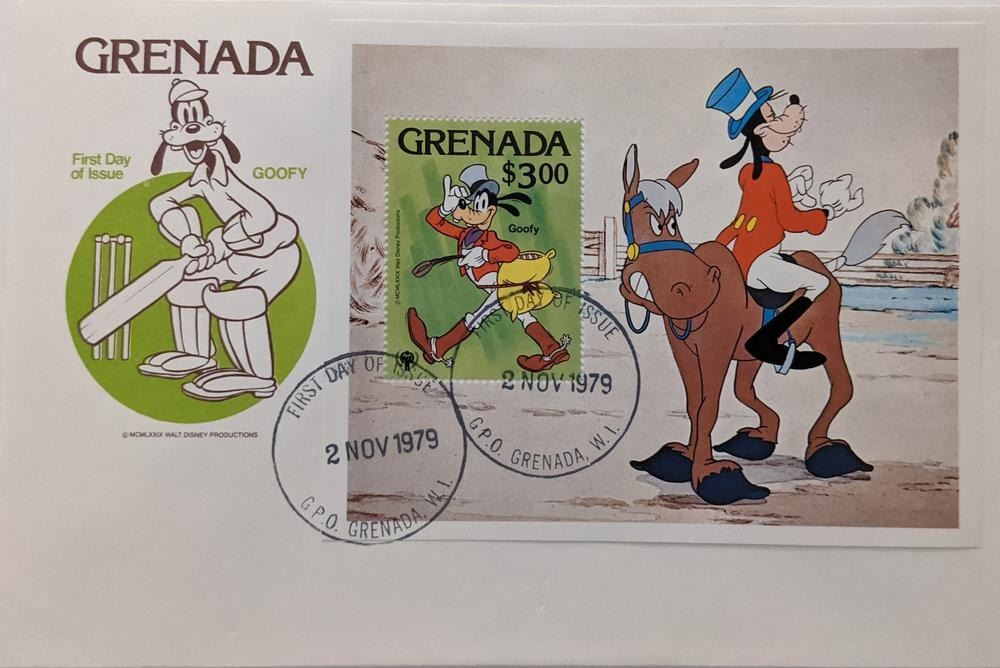 GRENADA
First Day
of Issue
GOOFY
© MCMLXXIX WALT DISNEY PRODUCTIONS
GRENADA
$3.00
Goofy
© MCMLXXIX Walt Disney Productions
FIRST DAY OF ISSUE
2 NOV 1979
G.P.O. GRENADA, W.I.
FIRST DAY OF ISSUE
2 NOV 1979
G.P.O. GRENADA, W.I.